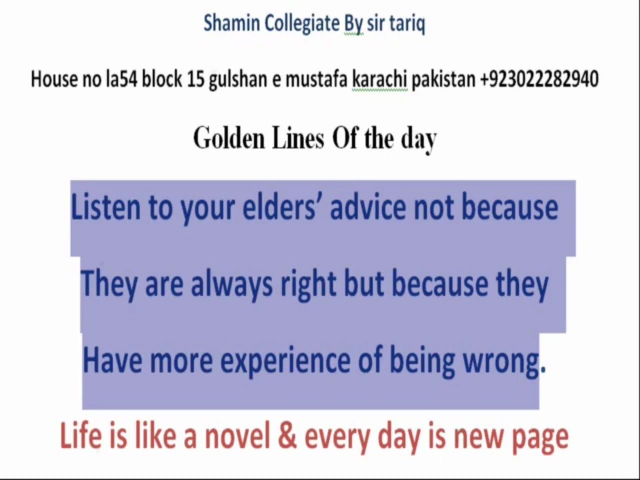 Shamin Collegiate By sir tariq
House no la54 block 15 gulshan e mustafa karachi pakistan +923022282940
Golden Lines Of the day
Listen to your elders’ advice not because
They are always right but because they
Have more experience of being wrong.
Life is like a novel & every day is new page